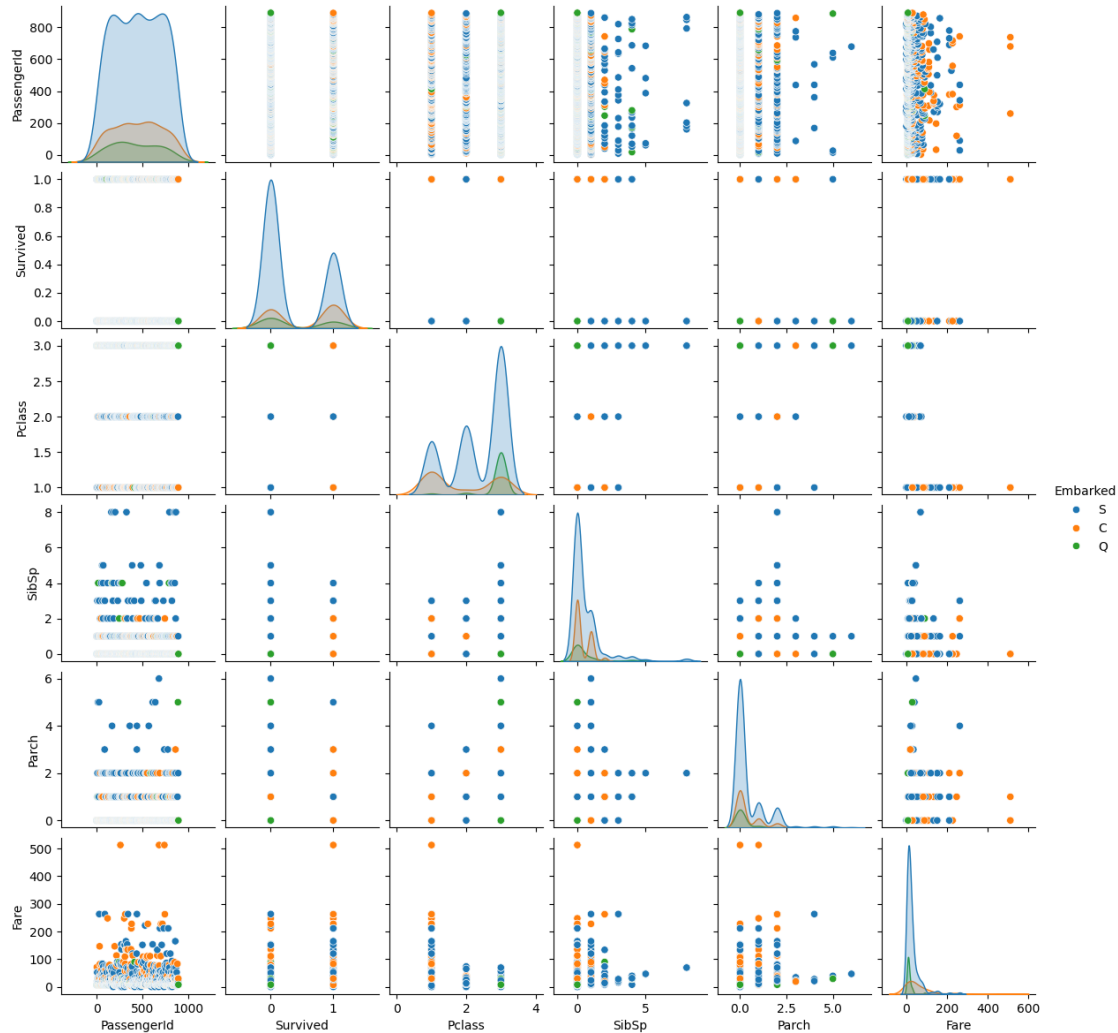 PassengerId
800
600
400
200
0
Survived
1.0
0.8
0.6
0.4
0.2
0.0
Pclass
3.0
2.5
2.0
1.5
1.0
SibSp
8
6
4
2
0
Parch
6
4
2
0
Fare
500
400
300
200
100
0
0 500 1000
PassengerId
0 1
Survived
0 2 4
Pclass
0 5
SibSp
0.0 2.5 5.0
Parch
0 200 400 600
Fare
Embarked
S
C
Q